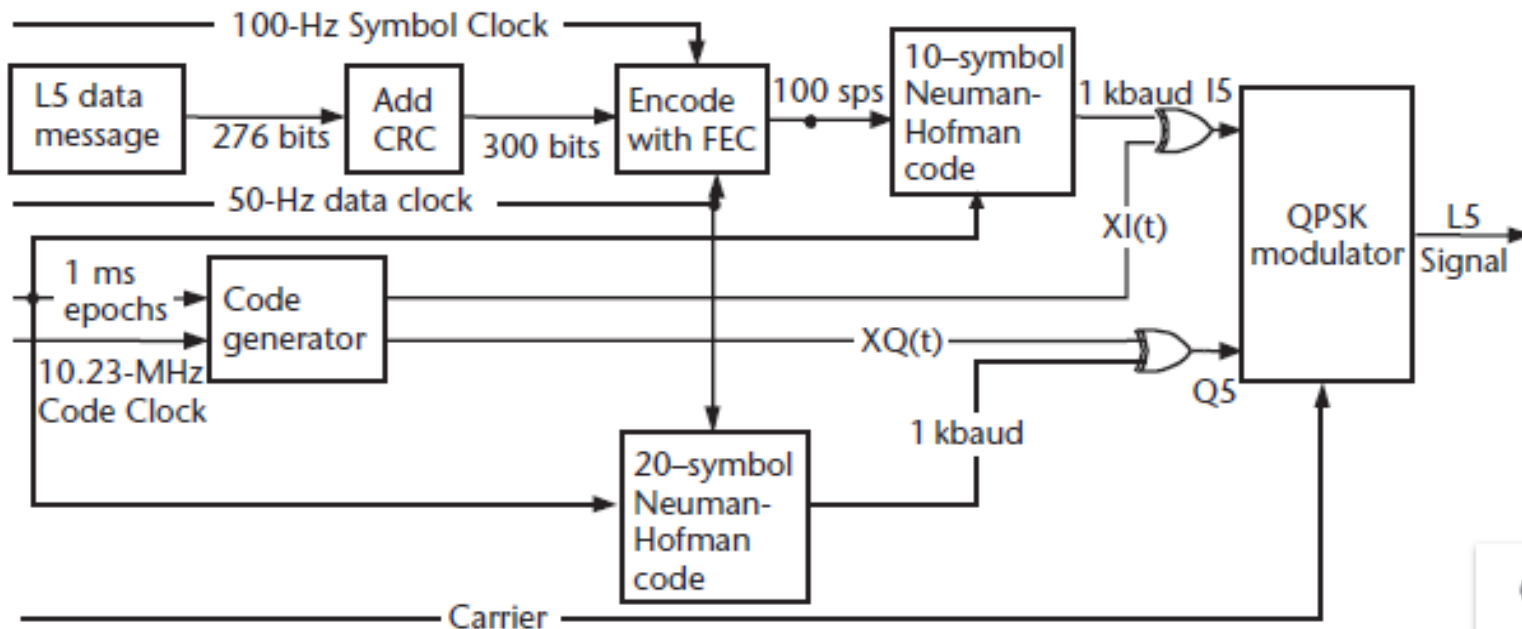 100-Hz Symbol Clock
L5 data
message
276 bits
Add
CRC
300 bits
Encode
with FEC
100 sps
10–symbol
Neuman-
Hofman
code
1 kbaud
I5
50-Hz data clock
XI(t)
QPSK
modulator
L5
Signal
1 ms
epochs
Code
generator
XQ(t)
10.23-MHz
Code Clock
Q5
1 kbaud
20–symbol
Neuman-
Hofman
code
Carrier